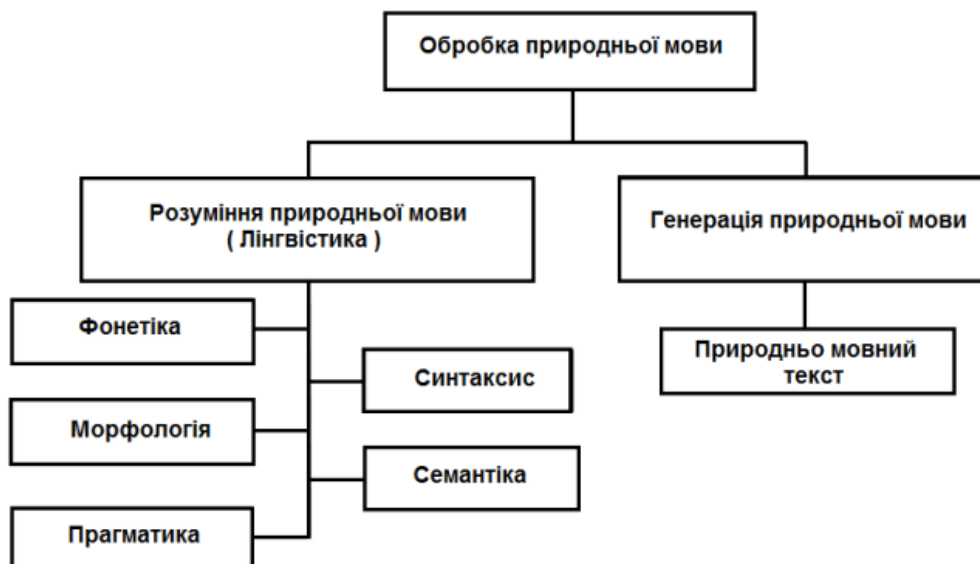 Обробка природньої мови
Розуміння природньої мови
( Лінгвістика )
Генерація природньої мови
Фонетіка
Синтаксис
Природньо мовний
текст
Морфологія
Семантіка
Прагматика